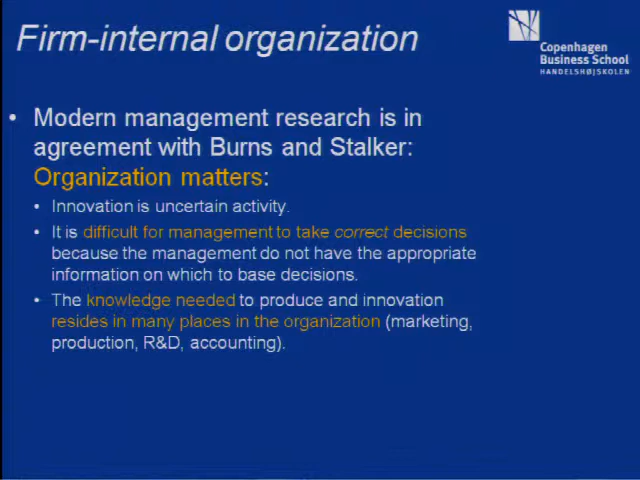 Firm-internal organization
Copenhagen
Business School
HANDELSHØJSKOLEN
• Modern management research is in
agreement with Burns and Stalker:
Organization matters:
• Innovation is uncertain activity.
• It is difficult for management to take correct decisions
because the management do not have the appropriate
information on which to base decisions.
• The knowledge needed to produce and innovation
resides in many places in the organization (marketing,
production, R&D, accounting).